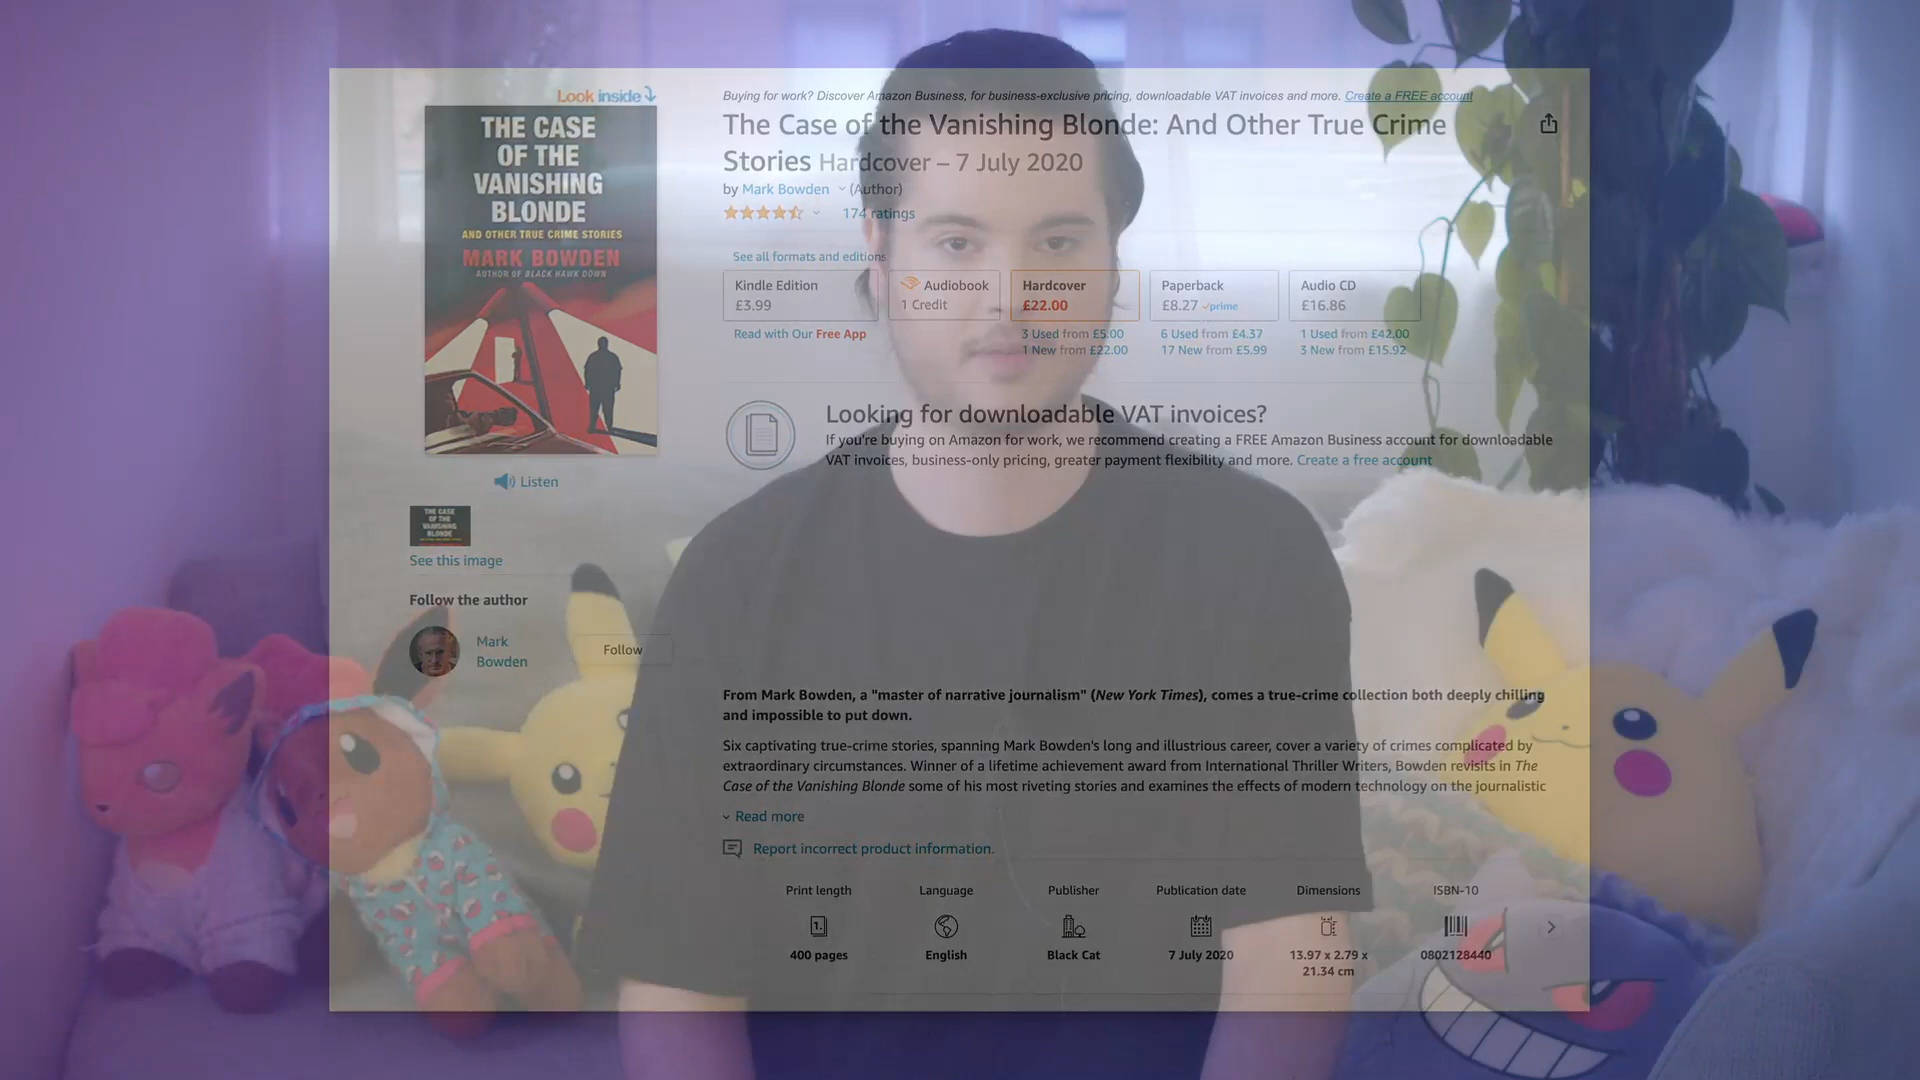 Look inside
THE CASE
OF THE
VANISHING
BLONDE
AND OTHER TRUE CRIME STORIES
MARK BOWDEN
AUTHOR OF BLACK HAWK DOWN
Listen
THE CASE
OF THE
VANISHING
BLONDE
See this image
Follow the author
Mark
Bowden
Follow
Buying for work? Discover Amazon Business, for business-exclusive pricing, downloadable VAT invoices and more. Create a FREE account
The Case of the Vanishing Blonde: And Other True Crime
Stories Hardcover – 7 July 2020
by Mark Bowden (Author)
174 ratings
See all formats and editions
Kindle Edition
£3.99
Read with Our Free App
Audiobook
1 Credit
Hardcover
£22.00
3 Used from £5.00
1 New from £22.00
Paperback
£8.27 prime
6 Used from £4.37
17 New from £5.99
Audio CD
£16.86
1 Used from £42.00
3 New from £15.92
Looking for downloadable VAT invoices?
If you're buying on Amazon for work, we recommend creating a FREE Amazon Business account for downloadable
VAT invoices, business-only pricing, greater payment flexibility and more. Create a free account
From Mark Bowden, a "master of narrative journalism" (New York Times), comes a true-crime collection both deeply chilling
and impossible to put down.
Six captivating true-crime stories, spanning Mark Bowden's long and illustrious career, cover a variety of crimes complicated by
extraordinary circumstances. Winner of a lifetime achievement award from International Thriller Writers, Bowden revisits in The
Case of the Vanishing Blonde some of his most riveting stories and examines the effects of modern technology on the journalistic
Read more
Report incorrect product information.
Print length
1.
400 pages
Language
English
Publisher
Black Cat
Publication date
7 July 2020
Dimensions
13.97 x 2.79 x
21.34 cm
ISBN-10
0802128440